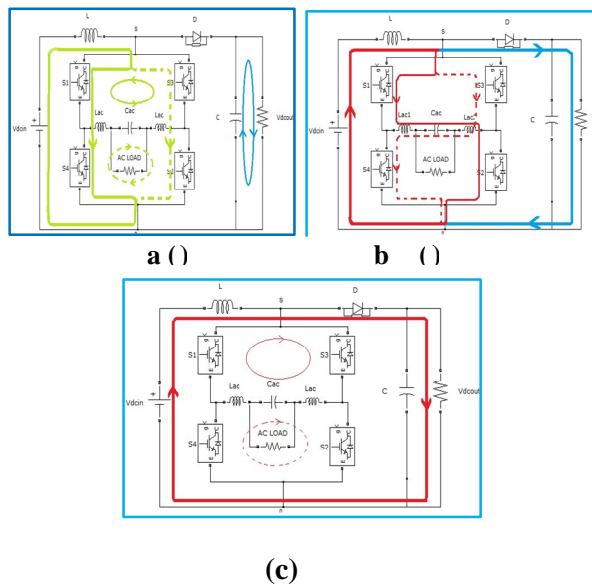 L D
S
S1 S3
Lac Cac Lac
Vdcin C Vdcout
S4 AC LOAD
n
a ()
L D
S
S1 S3
Lac1 Cac Lac
Vdcin C
S4 AC LOAD S2
b ()
L D
S
S1 S3
Lac Cac Lac
Vdcin C Vdcout
S4 AC LOAD S2
n
(c)